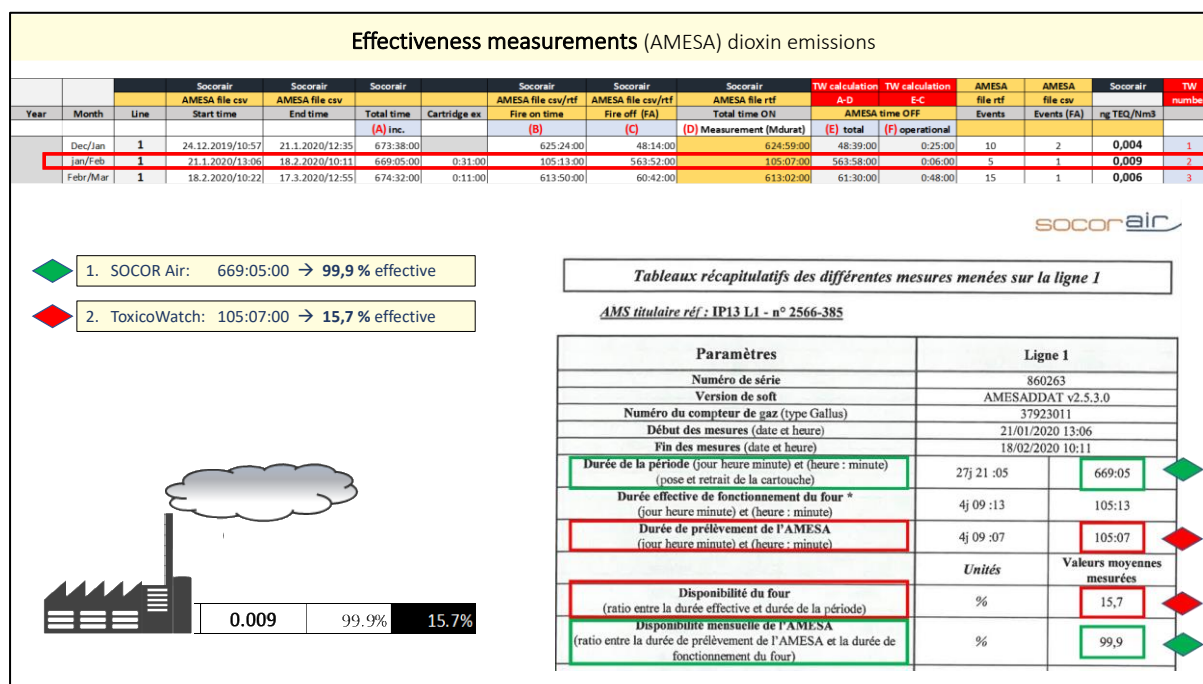 Effectiveness measurements (AMESA) dioxin emissions
Socorair Socorair Socorair Socorair Socorair Socorair TW calculation TW calculation AMESA AMESA Socorair TW
AMESA file csv AMESA file csv AMESA file csv/rtf AMESA file csv/rtf AMESA file rtf A-D E-C file rtf file csv number
Year Month Line Start time End time Total time Cartridge ex Fire on time Fire off (FA) Total time ON AMESA time OFF Events Events (FA) ng TEQ/Nm3
(A) inc. (B) (C) (D) Measurement (Mdurat) (E) total (F) operational
Dec/Jan 1 24.12.2019/10:57 21.1.2020/12:35 673:38:00 625:24:00 48:14:00 624:59:00 48:39:00 0:25:00 10 2 0,004 1
jan/Feb 1 21.1.2020/13:06 18.2.2020/10:11 669:05:00 0:31:00 105:13:00 563:52:00 105:07:00 563:58:00 0:06:00 5 1 0,009 2
Febr/Mar 1 18.2.2020/10:22 17.3.2020/12:55 674:32:00 0:11:00 613:50:00 60:42:00 613:02:00 61:30:00 0:48:00 15 1 0,006 3
socorair
1. SOCOR Air: 669:05:00 → 99,9 % effective
2. ToxicoWatch: 105:07:00 → 15,7 % effective
Tableaux récapitulatifs des différentes mesures menées sur la ligne 1
AMS titulaire réf : IP13 L1 - n° 2566-385
Paramètres Ligne 1
Numéro de série 860263
Version de soft AMESADDAT v2.5.3.0
Numéro du compteur de gaz (type Gallus) 37923011
Début des mesures (date et heure) 21/01/2020 13:06
Fin des mesures (date et heure) 18/02/2020 10:11
Durée de la période (jour heure minute) et (heure : minute)
(pose et retrait de la cartouche) 27j 21 :05 669:05
Durée effective de fonctionnement du four *
(jour heure minute) et (heure : minute) 4j 09 :13 105:13
Durée de prélèvement de l'AMESA
(jour heure minute) et (heure : minute) 4j 09 :07 105:07
Unités Valeurs moyennes
mesurées
Disponibilité du four
(ratio entre la durée effective et durée de la période) % 15,7
Disponibilité mensuelle de l'AMESA
(ratio entre la durée de prélèvement de l'AMESA et la durée de
fonctionnement du four) % 99,9
0.009 99.9% 15.7%